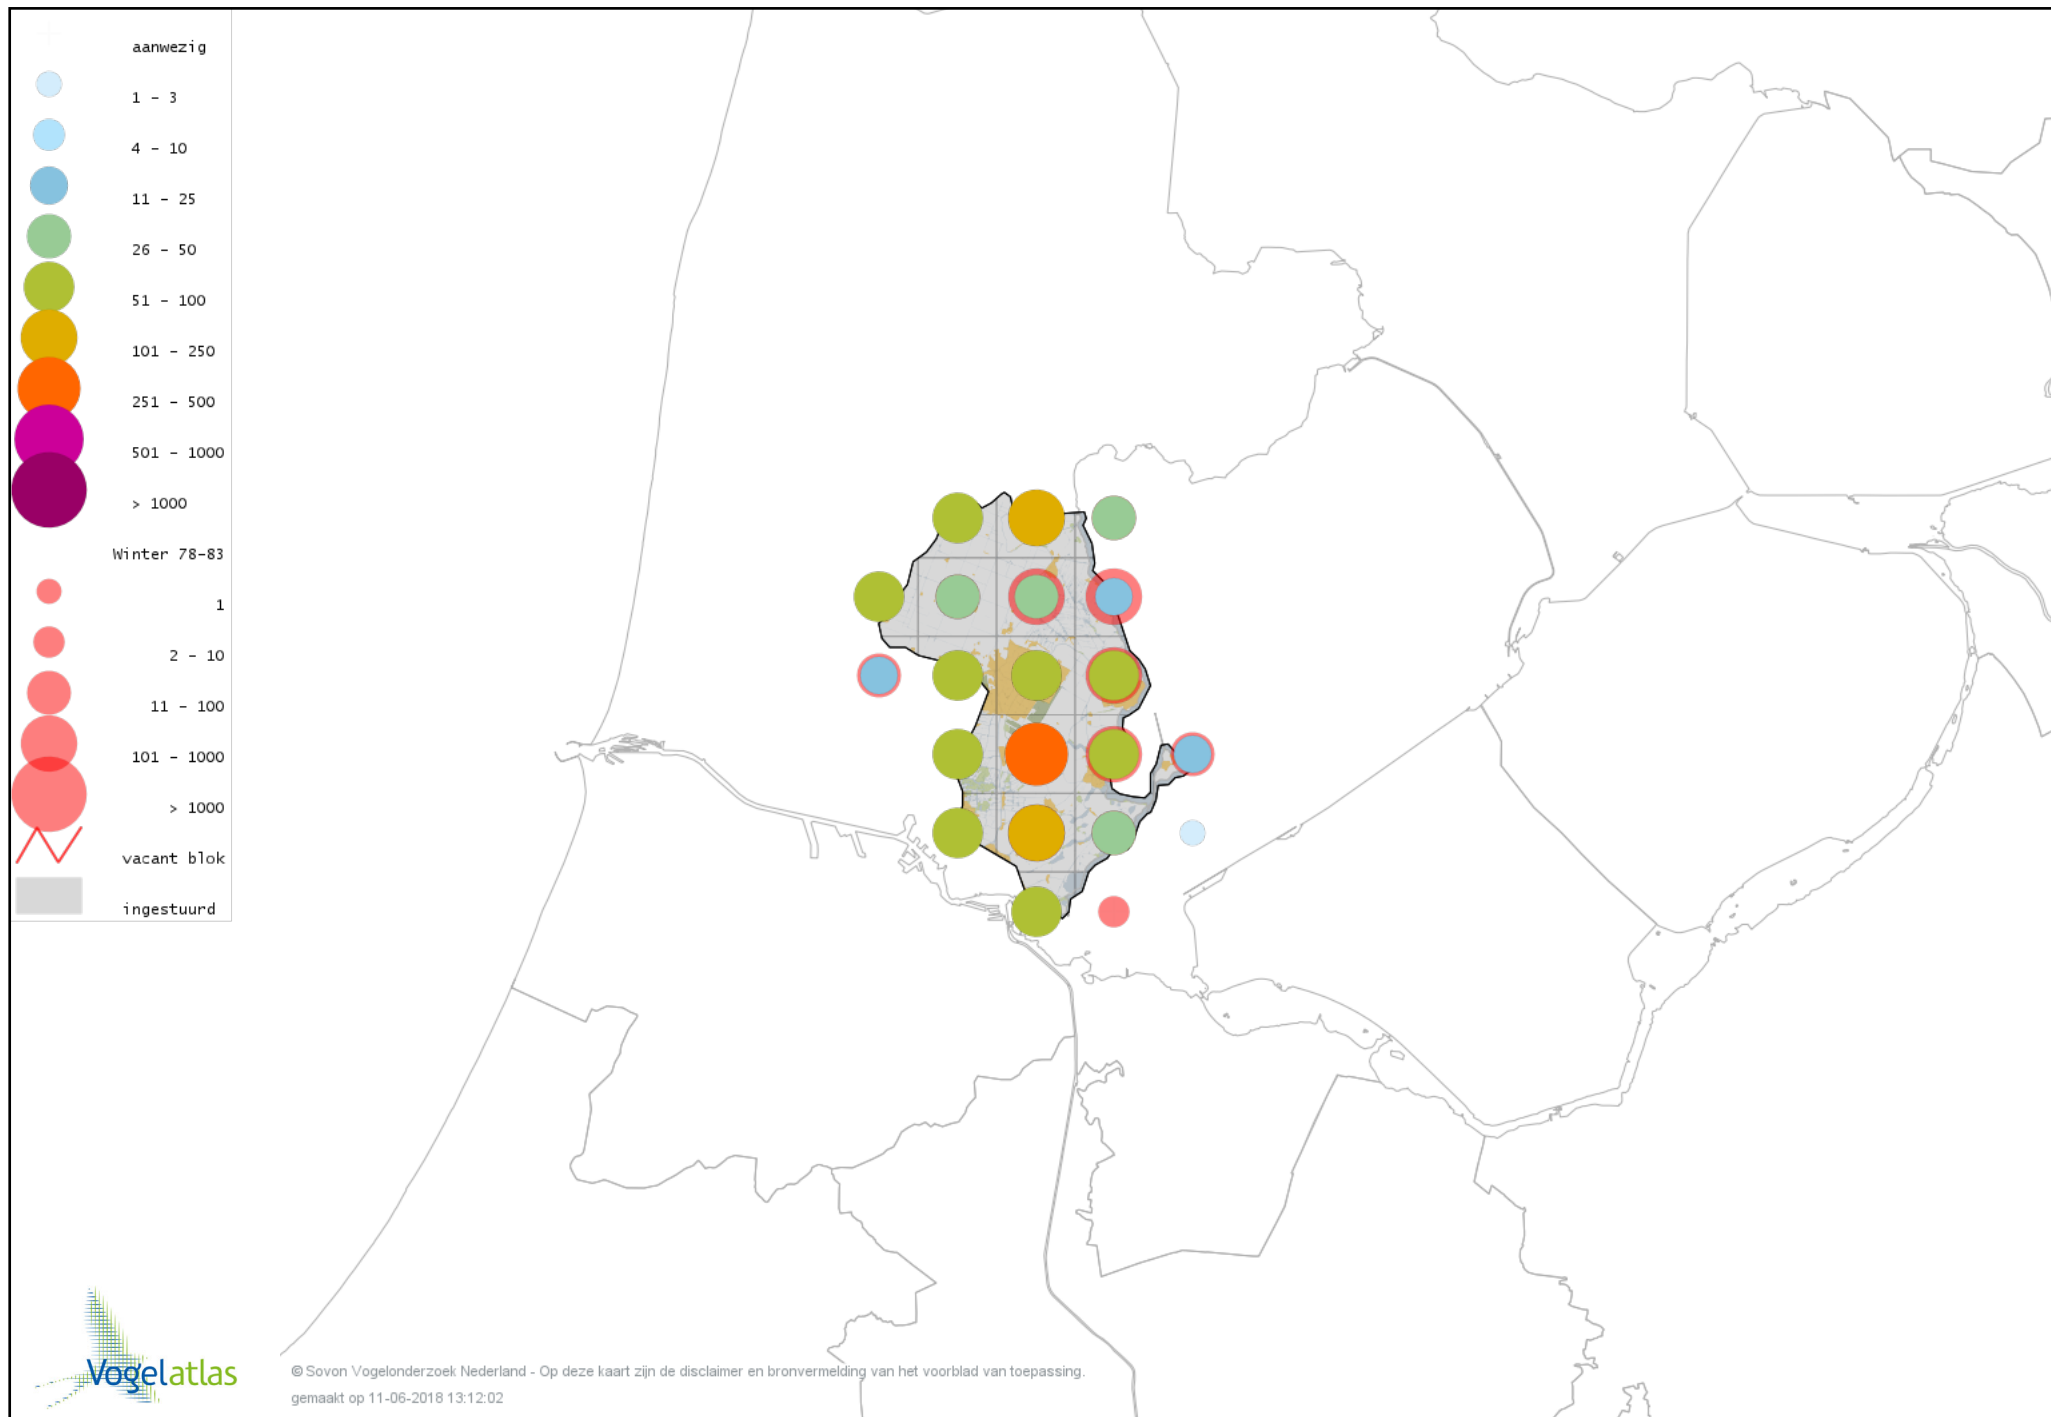 aanwezig
1 - 3
4 - 10
11 - 25
26 - 50
51 - 100
101 - 250
251 - 500
501 - 1000
> 1000
Winter 78-83
1
2 - 10
11 - 100
101 - 1000
> 1000
vacant blok
ingestuurd
Vogelatlas
© Sovon Vogelonderzoek Nederland - Op deze kaart zijn de disclaimer en bronvermelding van het voorblad van toepassing.
gemaakt op 11-06-2018 13:12:02